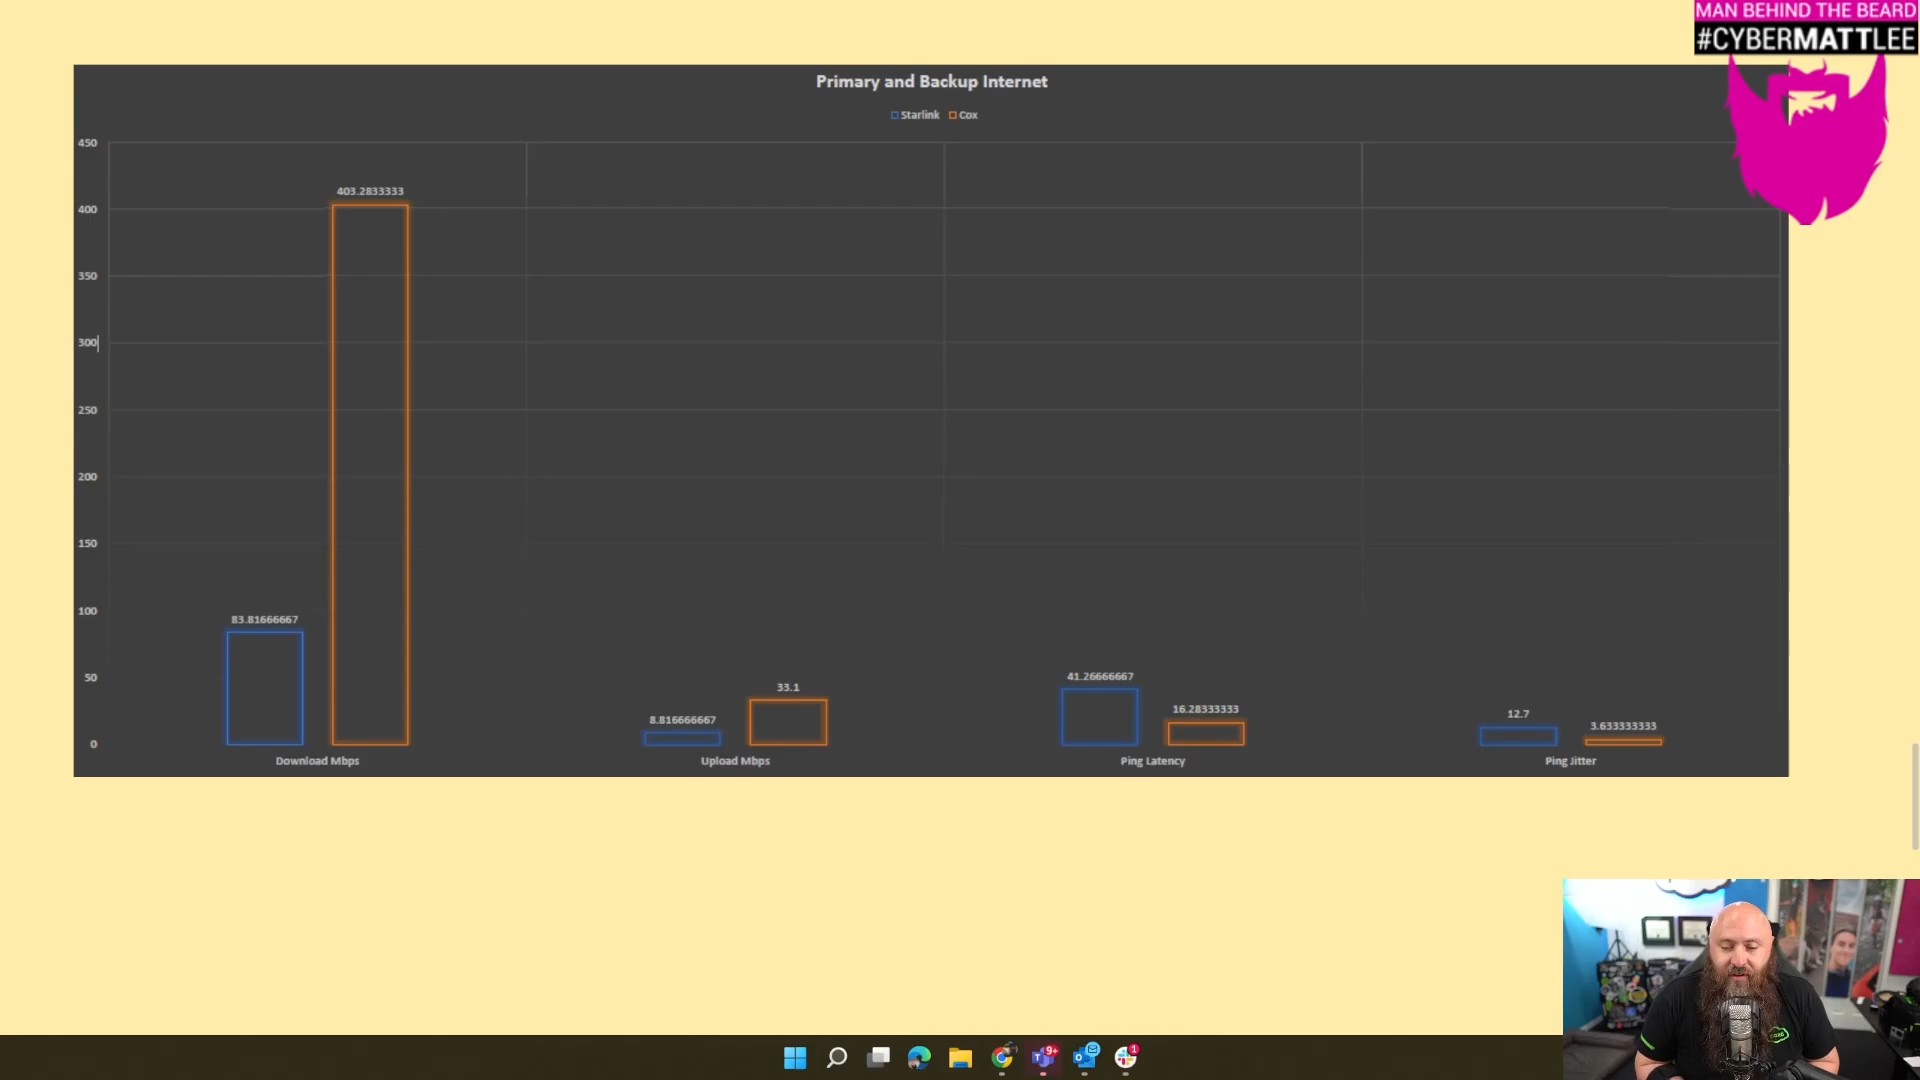 MAN BEHIND THE BEARD
#CYBERMATTLEE
Primary and Backup Internet
Starlink Cox
450
400
350
300
250
200
150
100
50
0
403.2833333
83.81666667
8.816666667
33.1
41.26666667
16.28333333
12.7
3.633333333
Download Mbps
Upload Mbps
Ping Latency
Ping Jitter
9+
1